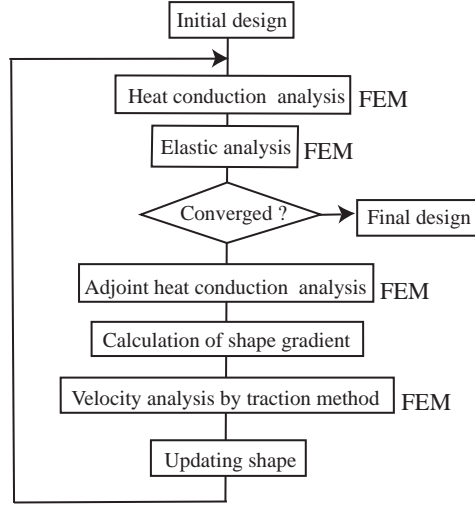 Initial design
Heat conduction analysis FEM
Elastic analysis FEM
Converged ? Final design
Adjoint heat conduction analysis FEM
Calculation of shape gradient
Velocity analysis by traction method FEM
Updating shape